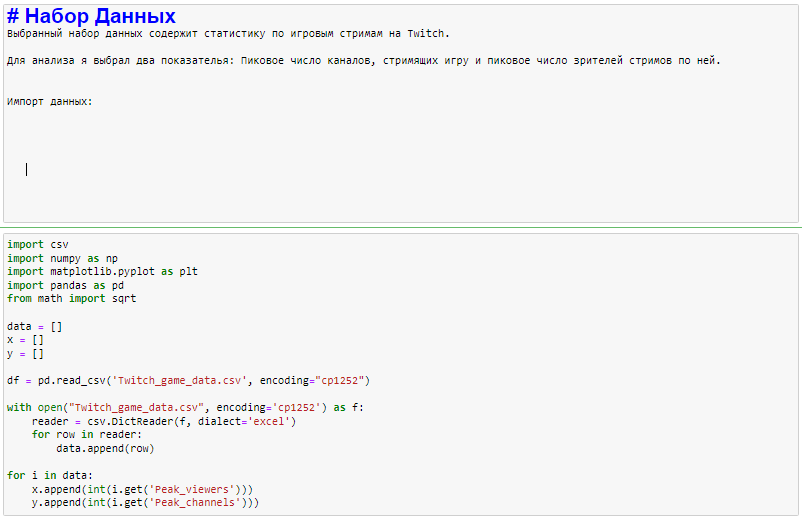 # Набор Данных
Выбранный набор данных содержит статистику по игровым стримам на Twitch.
Для анализа я выбрал два показателья: Пиковое число каналов, стримящих игру и пиковое число зрителей стримов по ней.
Импорт данных:
import csv
import numpy as np
import matplotlib.pyplot as plt
import pandas as pd
from math import sqrt
data = []
x = []
y = []
df = pd.read_csv('Twitch_game_data.csv', encoding="cp1252")
with open("Twitch_game_data.csv", encoding='cp1252') as f:
    reader = csv.DictReader(f, dialect='excel')
    for row in reader:
        data.append(row)
for i in data:
    x.append(int(i.get('Peak_viewers')))
    y.append(int(i.get('Peak_channels')))